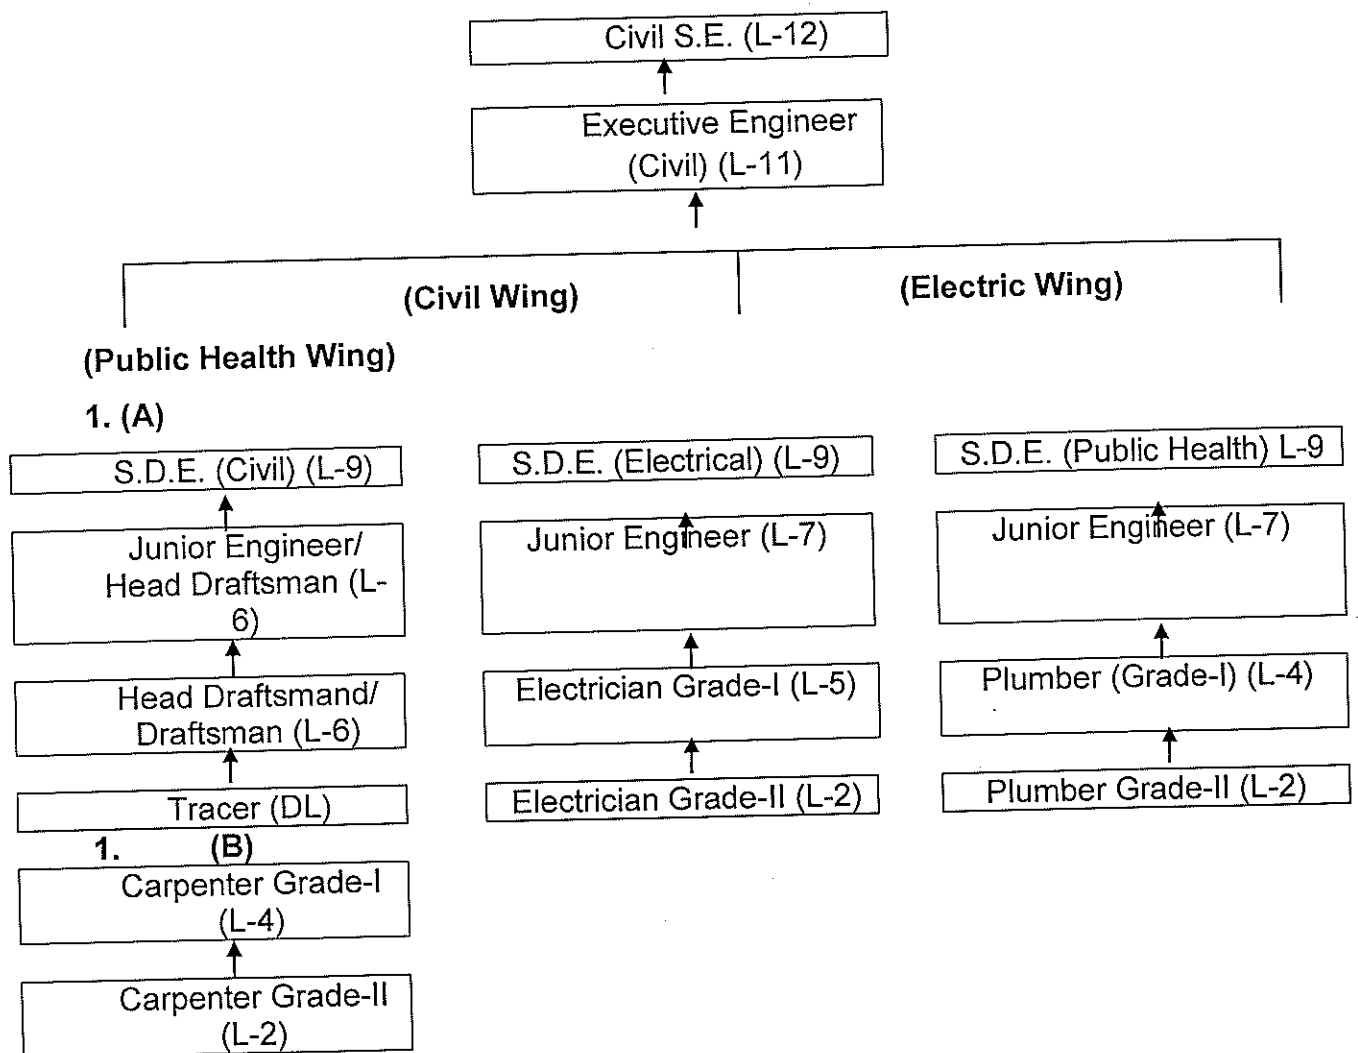 Civil S.E. (L-12)
Executive Engineer
(Civil) (L-11)
(Civil Wing)
(Electric Wing)
(Public Health Wing)
1. (A)
S.D.E. (Civil) (L-9)
Junior Engineer/
Head Draftsman (L-
6)
Head Draftsmand/
Draftsman (L-6)
Tracer (DL)
1. (B)
Carpenter Grade-I
(L-4)
Carpenter Grade-II
(L-2)
S.D.E. (Electrical) (L-9)
Junior Engineer (L-7)
Electrician Grade-I (L-5)
Electrician Grade-II (L-2)
S.D.E. (Public Health) L-9
Junior Engineer (L-7)
Plumber (Grade-I) (L-4)
Plumber Grade-II (L-2)